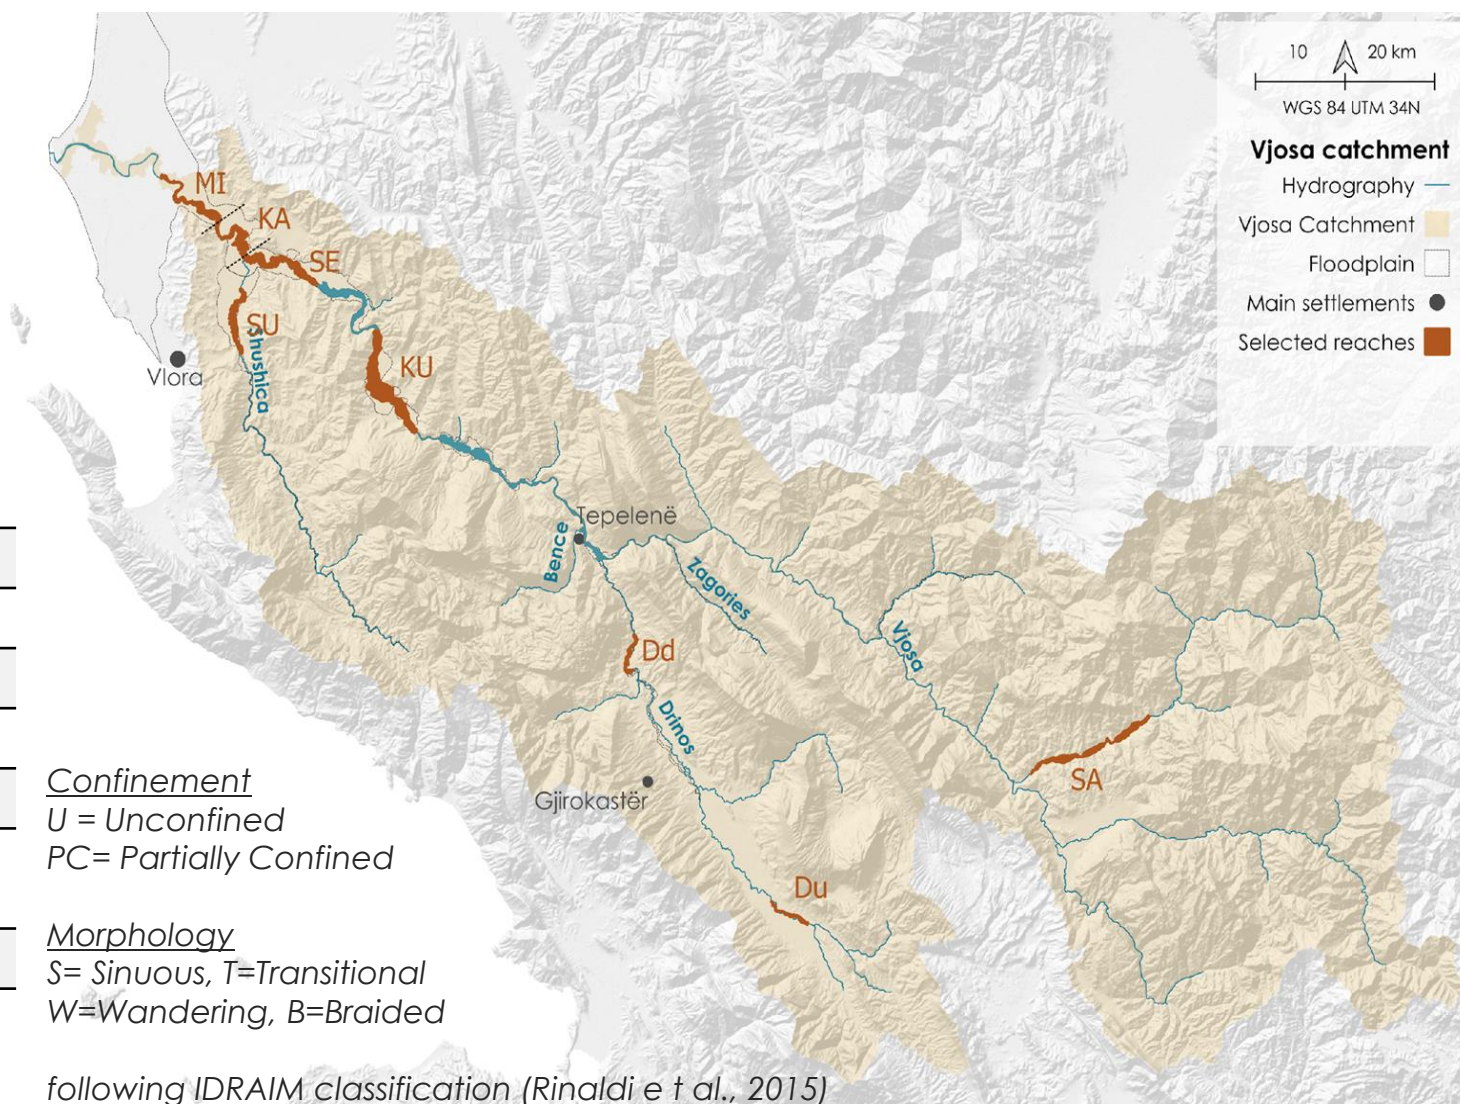 10 20 km
WGS 84 UTM 34N
Vjosa catchment
Hydrography
Vjosa Catchment
Floodplain
Main settlements
Selected reaches
MI
KA
SE
SU
Shushica
Vlora
KU
Tepelenë
Bence
Zagories
Vjosa
Dd
Drinos
SA
Gjirokastër
Du
Confinement
U = Unconfined
PC= Partially Confined
Morphology
S= Sinuous, T=Transitional
W=Wandering, B=Braided
following IDRAIM classification (Rinaldi e t al., 2015)